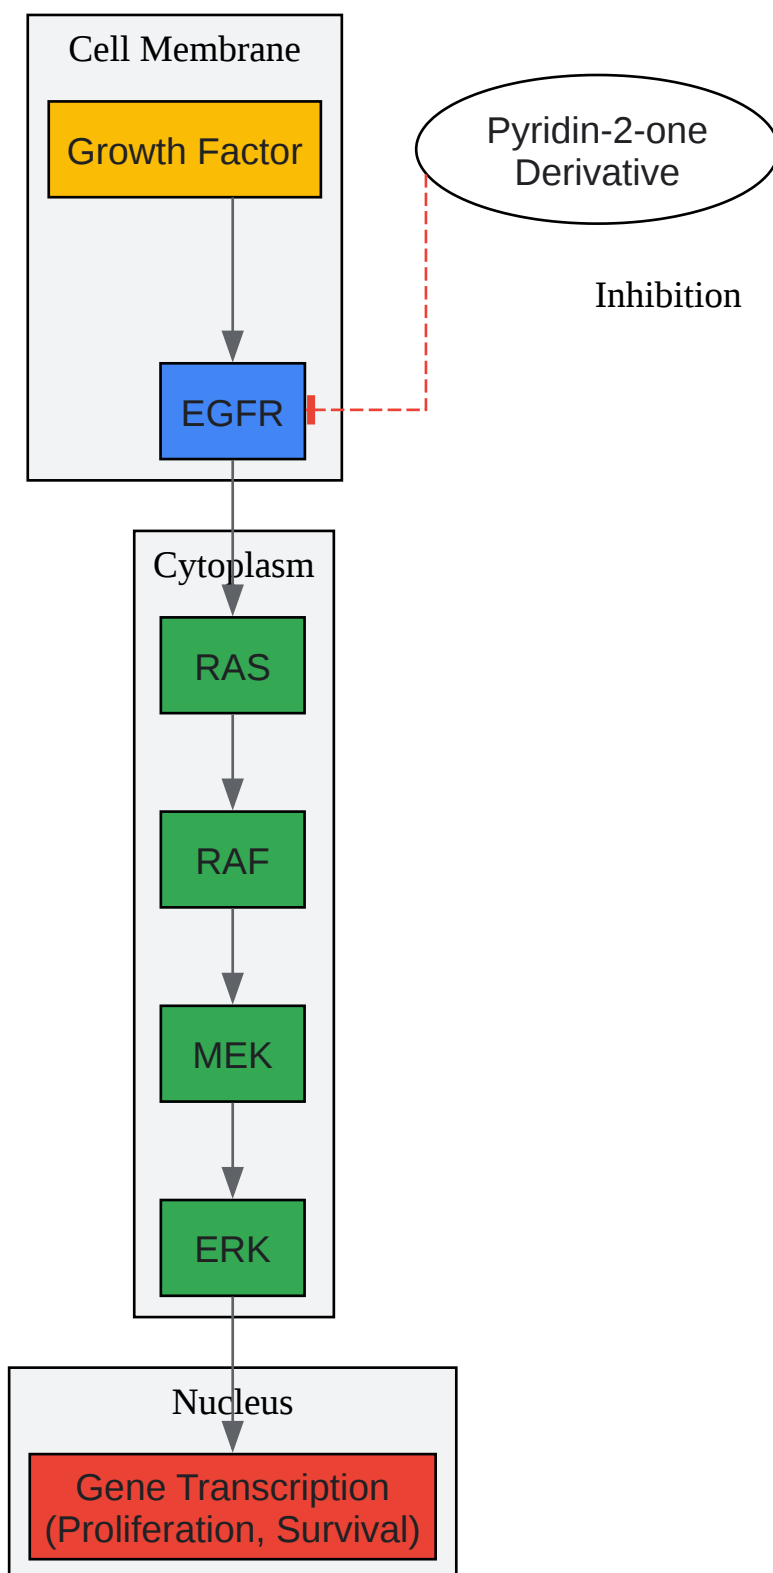 Cell Membrane
Growth Factor
Pyridin-2-one
Derivative
Inhibition
EGFR
Cytoplasm
RAS
RAF
MEK
ERK
Nucleus
Gene Transcription
(Proliferation, Survival)